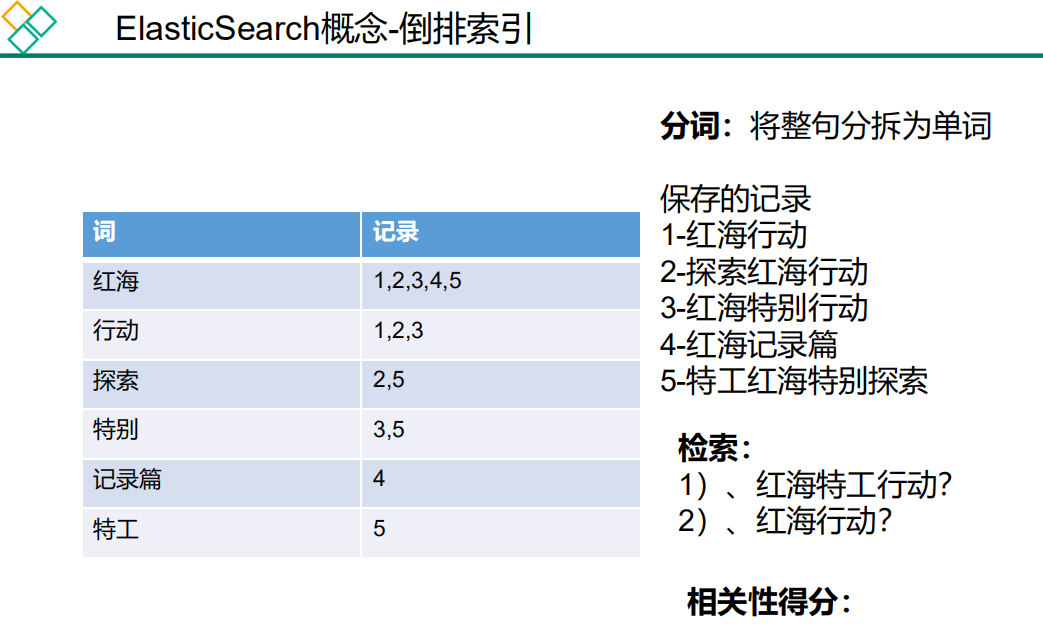 ElasticSearch概念-倒排索引
分词：将整句分拆为单词
保存的记录
1-红海行动
2-探索红海行动
3-红海特别行动
4-红海记录篇
5-特工红海特别探索
检索：
1）、红海特工行动？
2）、红海行动？
相关性得分：
词 记录
红海 1,2,3,4,5
行动 1,2,3
探索 2,5
特别 3,5
记录篇 4
特工 5